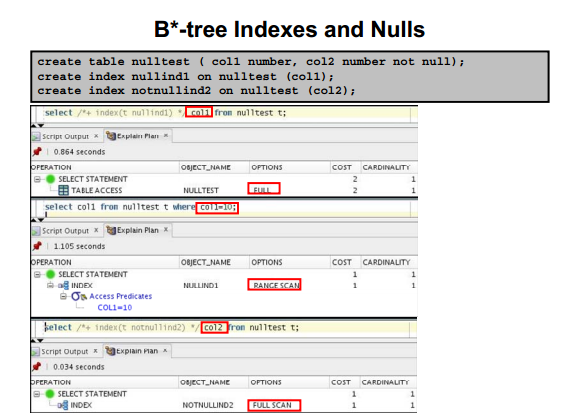 B*-tree Indexes and Nulls
create table nulltest ( col1 number, col2 number not null);
create index nullind1 on nulltest (col1);
create index notnullind2 on nulltest (col2);
select /*+ index(t nullind1) */ col1 from nulltest t;
Script Output × Explain Plan ×
0.864 seconds
OPERATION OBJECT_NAME OPTIONS COST CARDINALITY
SELECT STATEMENT 2 1
TABLE ACCESS NULLTEST FULL 2 1
select col1 from nulltest t where col1=10;
Script Output × Explain Plan ×
1.105 seconds
OPERATION OBJECT_NAME OPTIONS COST CARDINALITY
SELECT STATEMENT 1 1
INDEX NULLIND1 RANGE SCAN 1 1
Access Predicates
COL1=10
select /*+ index(t notnullind2) */ col2 from nulltest t;
Script Output × Explain Plan ×
0.034 seconds
OPERATION OBJECT_NAME OPTIONS COST CARDINALITY
SELECT STATEMENT 1 1
INDEX NOTNULLIND2 FULL SCAN 1 1